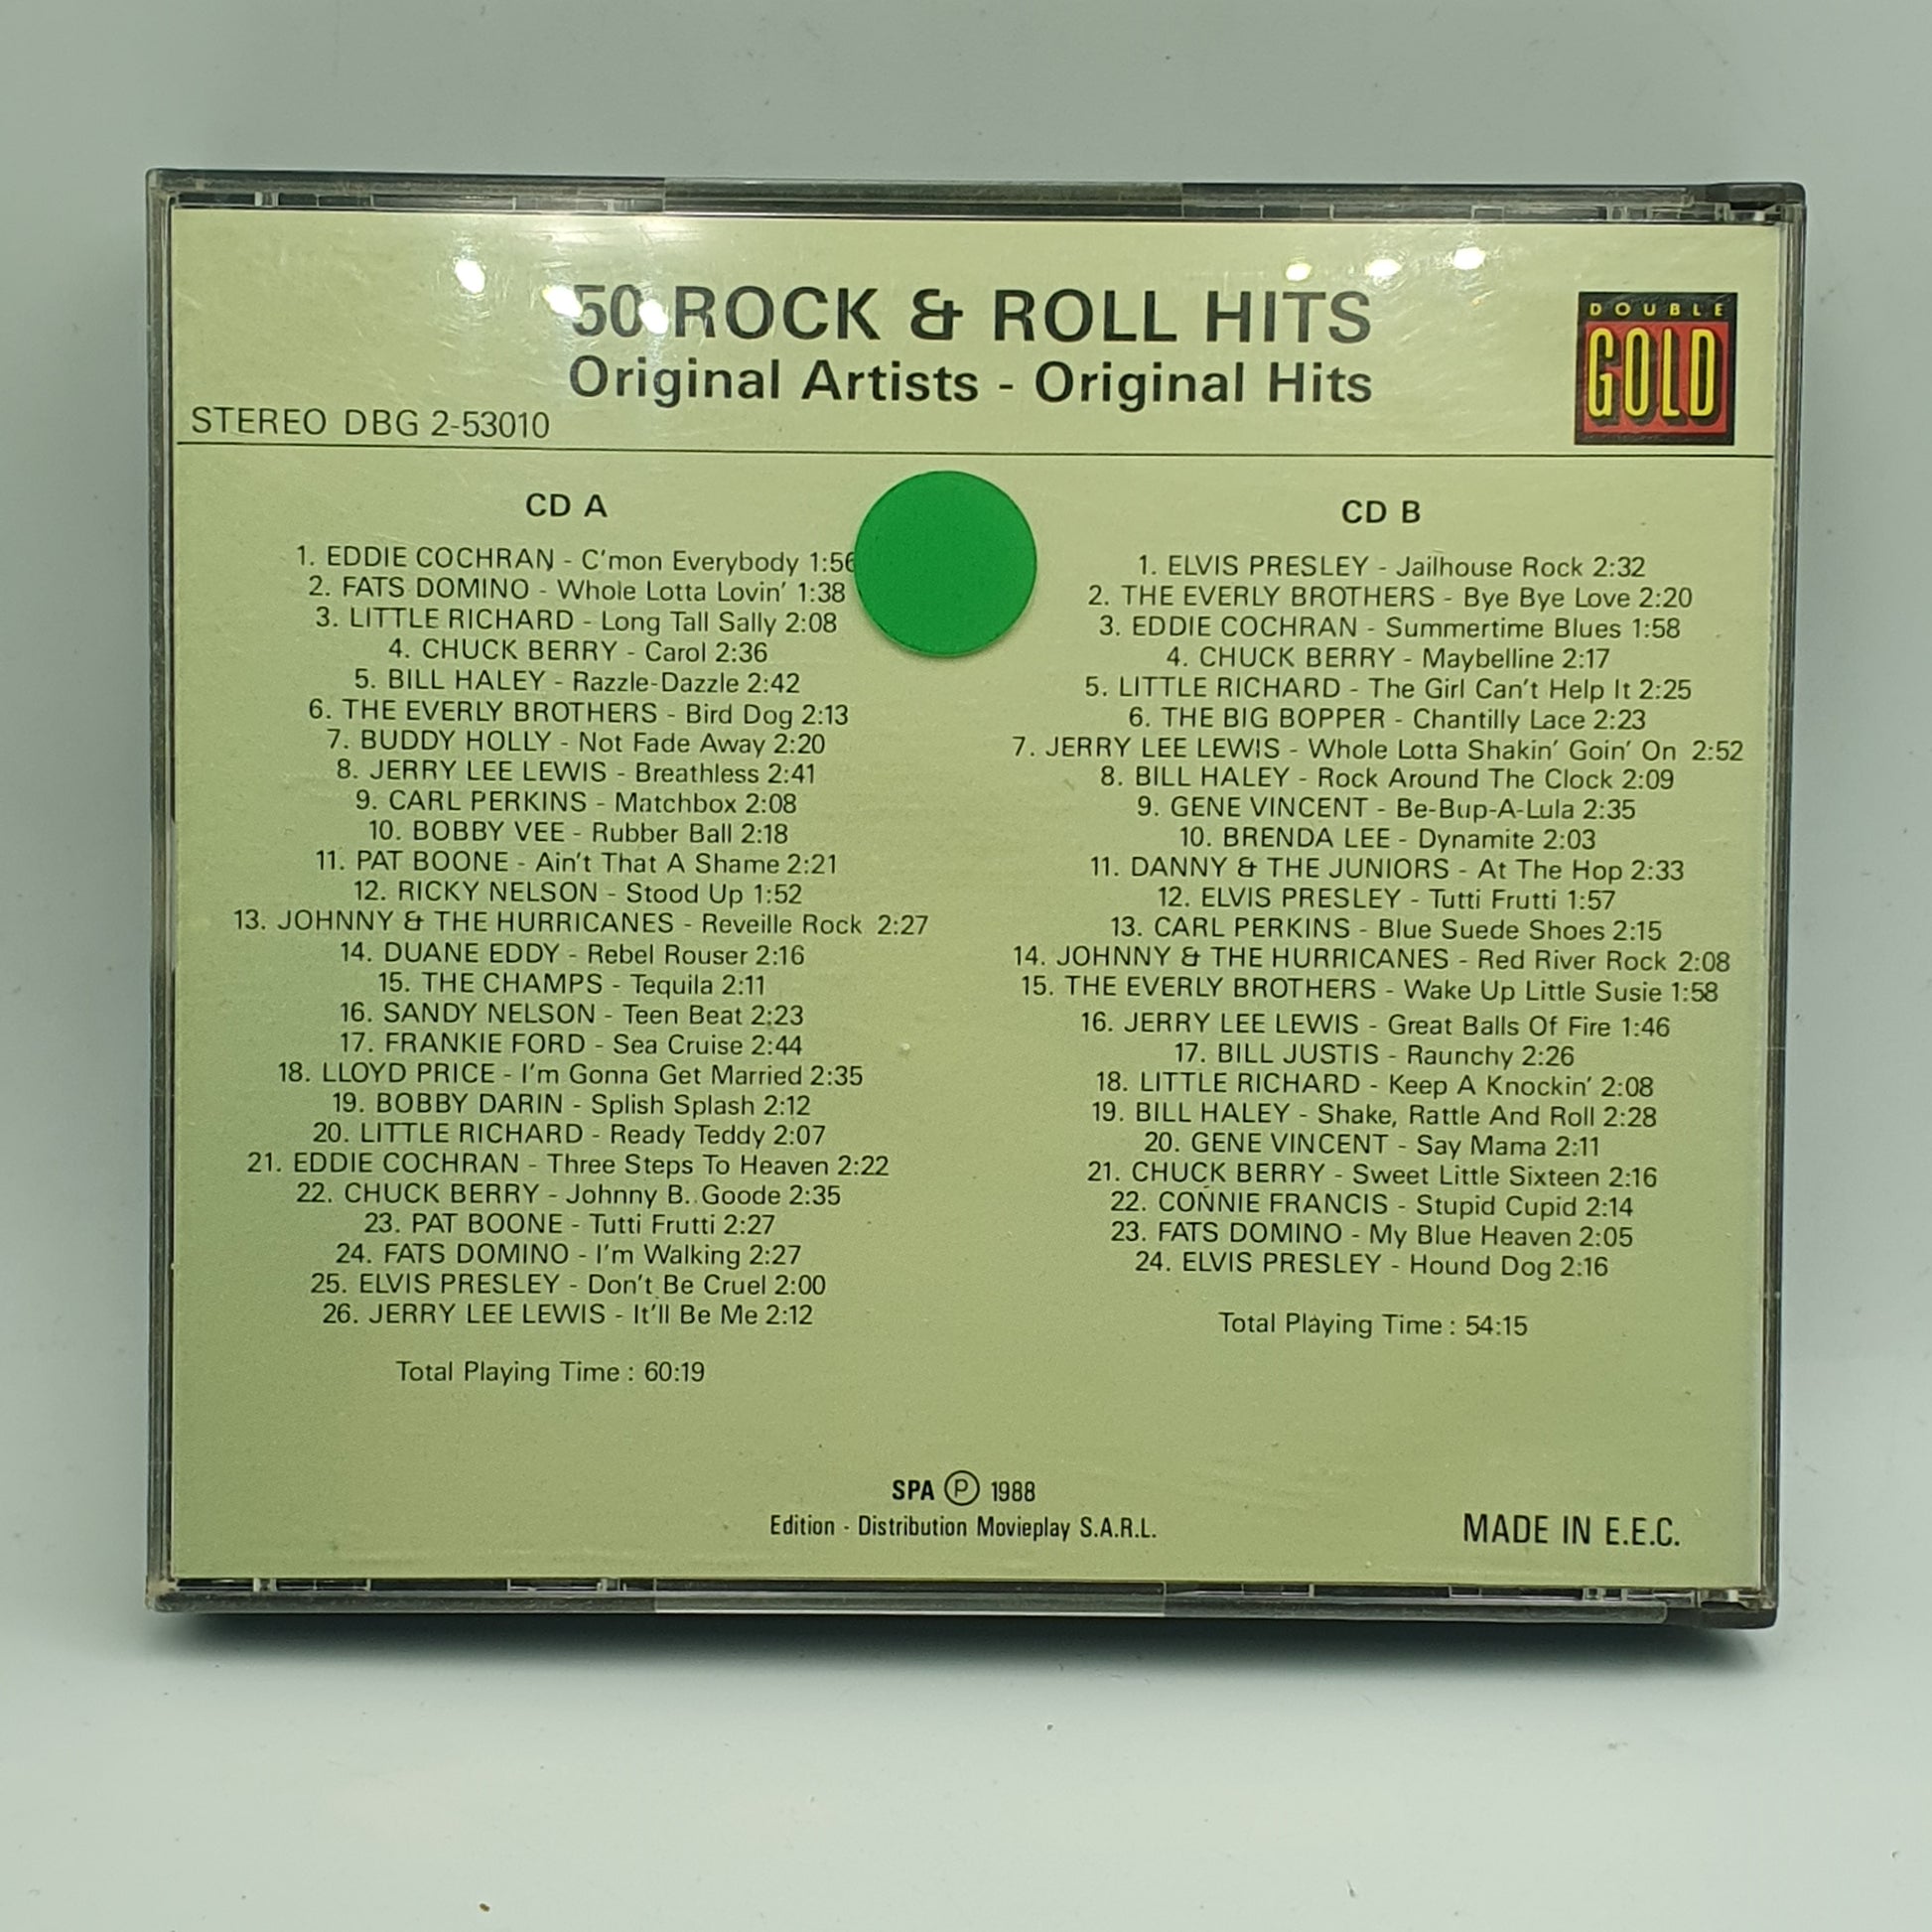 50 ROCK & ROLL HITS
Original Artists - Original Hits
STEREO DBG 2-53010
DOUBLE
GOLD
CD A
1. EDDIE COCHRAN - C'mon Everybody 1:56
2. FATS DOMINO - Whole Lotta Lovin' 1:38
3. LITTLE RICHARD - Long Tall Sally 2:08
4. CHUCK BERRY - Carol 2:36
5. BILL HALEY - Razzle-Dazzle 2:42
6. THE EVERLY BROTHERS - Bird Dog 2:13
7. BUDDY HOLLY - Not Fade Away 2:20
8. JERRY LEE LEWIS - Breathless 2:41
9. CARL PERKINS - Matchbox 2:08
10. BOBBY VEE - Rubber Ball 2:18
11. PAT BOONE - Ain't That A Shame 2:21
12. RICKY NELSON - Stood Up 1:52
13. JOHNNY & THE HURRICANES - Reveille Rock 2:27
14. DUANE EDDY - Rebel Rouser 2:16
15. THE CHAMPS - Tequila 2:11
16. SANDY NELSON - Teen Beat 2:23
17. FRANKIE FORD - Sea Cruise 2:44
18. LLOYD PRICE - I'm Gonna Get Married 2:35
19. BOBBY DARIN - Splish Splash 2:12
20. LITTLE RICHARD - Ready Teddy 2:07
21. EDDIE COCHRAN - Three Steps To Heaven 2:22
22. CHUCK BERRY - Johnny B. Goode 2:35
23. PAT BOONE - Tutti Frutti 2:27
24. FATS DOMINO - I'm Walking 2:27
25. ELVIS PRESLEY - Don't Be Cruel 2:00
26. JERRY LEE LEWIS - It'll Be Me 2:12
Total Playing Time : 60:19
CD B
1. ELVIS PRESLEY - Jailhouse Rock 2:32
2. THE EVERLY BROTHERS - Bye Bye Love 2:20
3. EDDIE COCHRAN - Summertime Blues 1:58
4. CHUCK BERRY - Maybelline 2:17
5. LITTLE RICHARD - The Girl Can't Help It 2:25
6. THE BIG BOPPER - Chantilly Lace 2:23
7. JERRY LEE LEWIS - Whole Lotta Shakin' Goin' On 2:52
8. BILL HALEY - Rock Around The Clock 2:09
9. GENE VINCENT - Be-Bup-A-Lula 2:35
10. BRENDA LEE - Dynamite 2:03
11. DANNY & THE JUNIORS - At The Hop 2:33
12. ELVIS PRESLEY - Tutti Frutti 1:57
13. CARL PERKINS - Blue Suede Shoes 2:15
14. JOHNNY & THE HURRICANES - Red River Rock 2:08
15. THE EVERLY BROTHERS - Wake Up Little Susie 1:58
16. JERRY LEE LEWIS - Great Balls Of Fire 1:46
17. BILL JUSTIS - Raunchy 2:26
18. LITTLE RICHARD - Keep A Knockin' 2:08
19. BILL HALEY - Shake, Rattle And Roll 2:28
20. GENE VINCENT - Say Mama 2:11
21. CHUCK BERRY - Sweet Little Sixteen 2:16
22. CONNIE FRANCIS - Stupid Cupid 2:14
23. FATS DOMINO - My Blue Heaven 2:05
24. ELVIS PRESLEY - Hound Dog 2:16
Total Playing Time : 54:15
SPA Ⓟ 1988
Edition - Distribution Movieplay S.A.R.L.
MADE IN E.E.C.